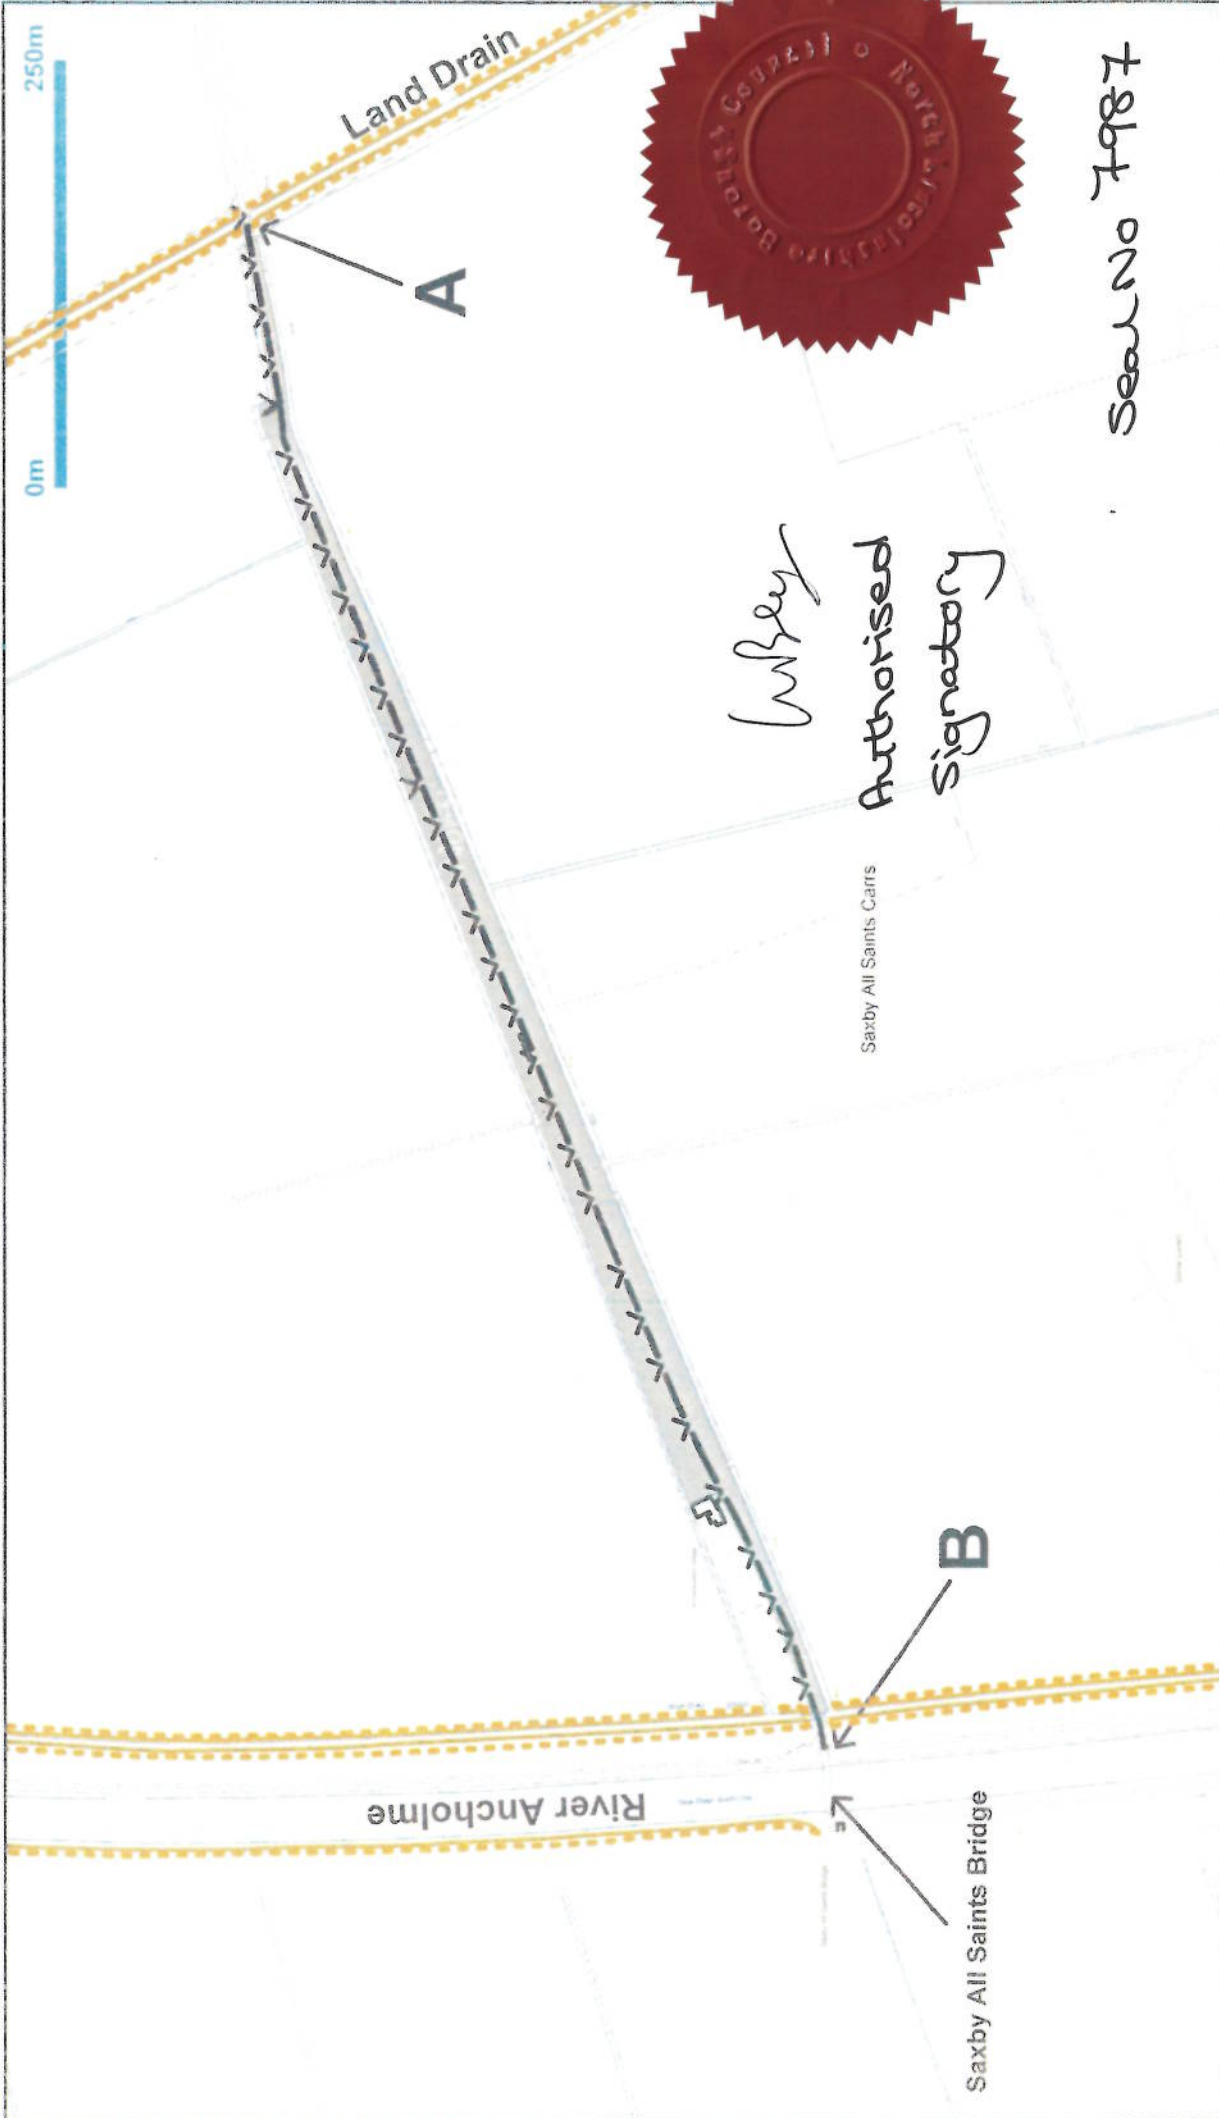 0m 250m
Land Drain
A
North Lincolnshire Borough Council
Authorised
Signatory
Seal No 7987
Saxby All Saints Carrs
B
River Ancholme
Saxby All Saints Bridge